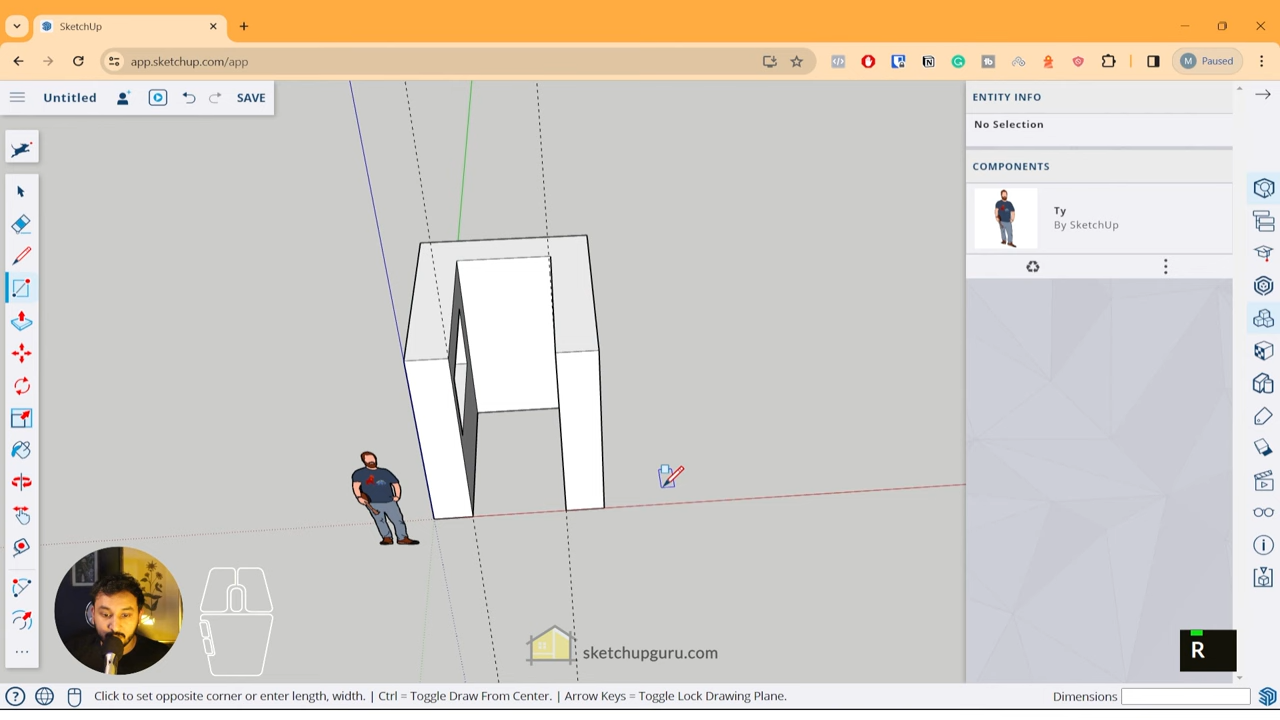 SketchUp
app.sketchup.com/app
M Paused
Untitled
SAVE
ENTITY INFO
No Selection
COMPONENTS
Ty
By SketchUp
sketchupguru.com
R
Click to set opposite corner or enter length, width. | Ctrl = Toggle Draw From Center. | Arrow Keys = Toggle Lock Drawing Plane.
Dimensions